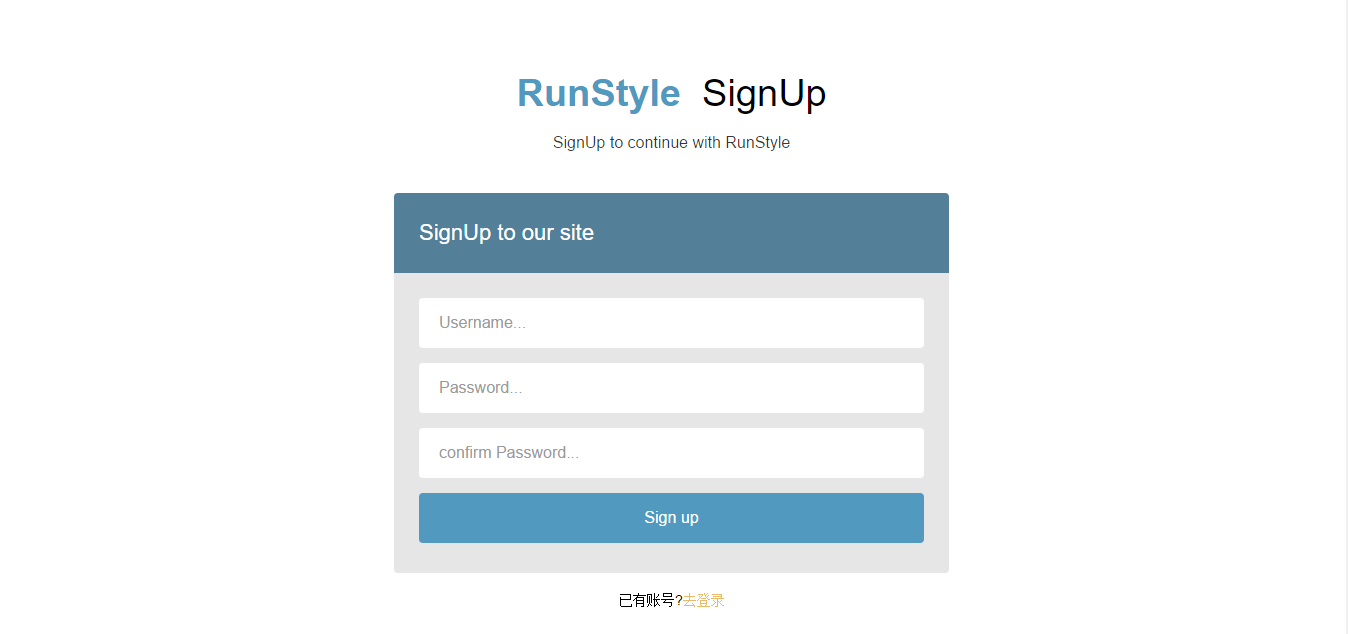 RunStyle SignUp
SignUp to continue with RunStyle
SignUp to our site
Username...
Password...
confirm Password...
Sign up
已有账号?去登录